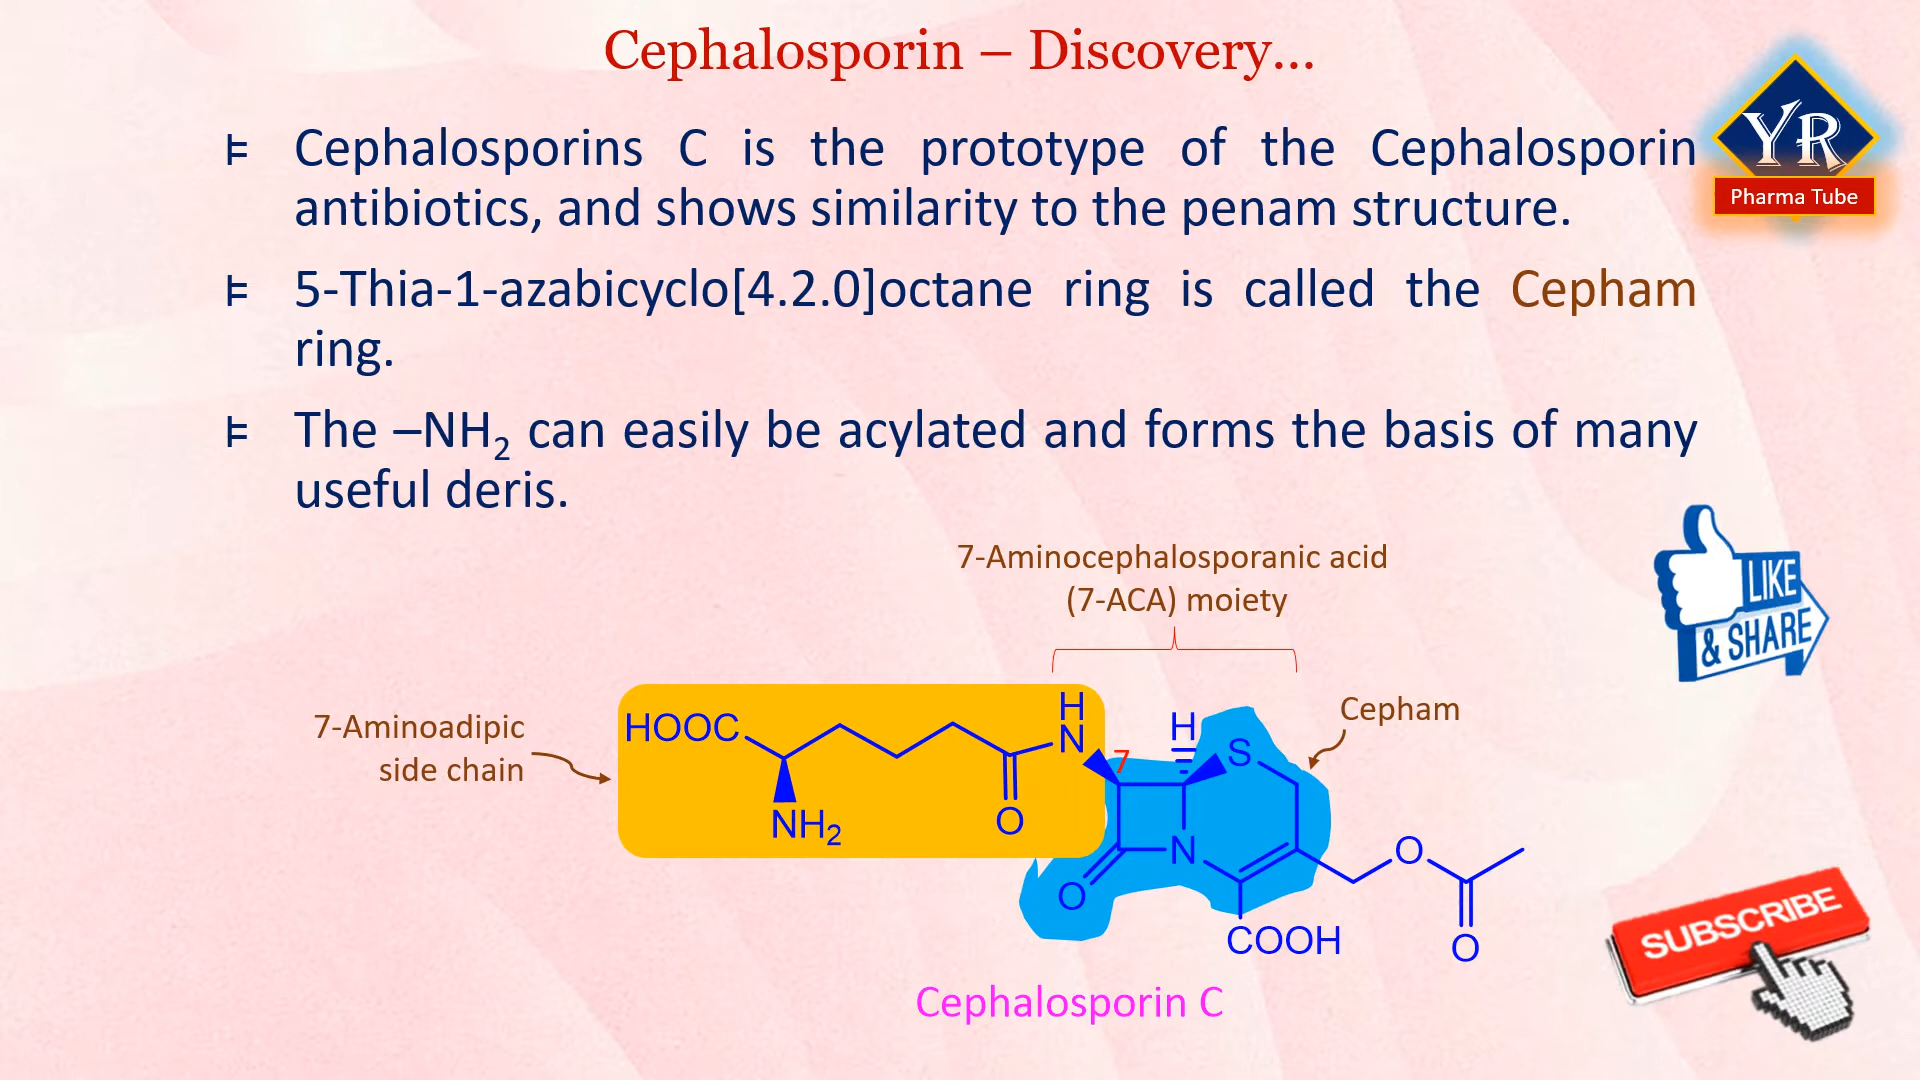 Cephalosporin – Discovery...
Cephalosporins C is the prototype of the Cephalosporin
antibiotics, and shows similarity to the penam structure.
5-Thia-1-azabicyclo[4.2.0]octane ring is called the Cepham
ring.
The –NH₂ can easily be acylated and forms the basis of many
useful deris.
YR
Pharma Tube
LIKE
& SHARE
7-Aminocephalosporanic acid
(7-ACA) moiety
7-Aminoadipic
side chain
Cepham
HOOC
NH₂
O
H
N
7
H
S
N
O
COOH
O
O
Cephalosporin C
SUBSCRIBE